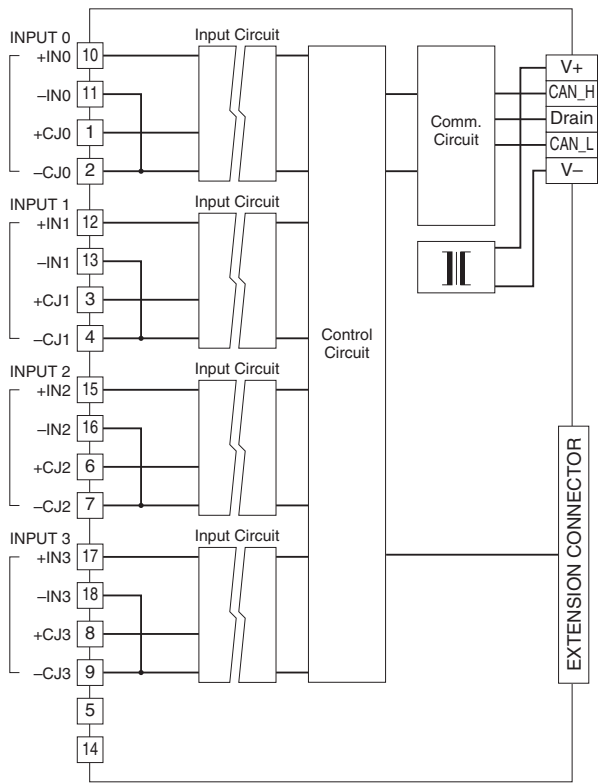 INPUT 0
Input Circuit
+IN0 10
–IN0 11
+CJ0 1
–CJ0 2
INPUT 1
Input Circuit
+IN1 12
–IN1 13
+CJ1 3
–CJ1 4
INPUT 2
Input Circuit
+IN2 15
–IN2 16
+CJ2 6
–CJ2 7
INPUT 3
Input Circuit
+IN3 17
–IN3 18
+CJ3 8
–CJ3 9
5
14
Control
Circuit
Comm.
Circuit
V+
CAN_H
Drain
CAN_L
V–
EXTENSION CONNECTOR